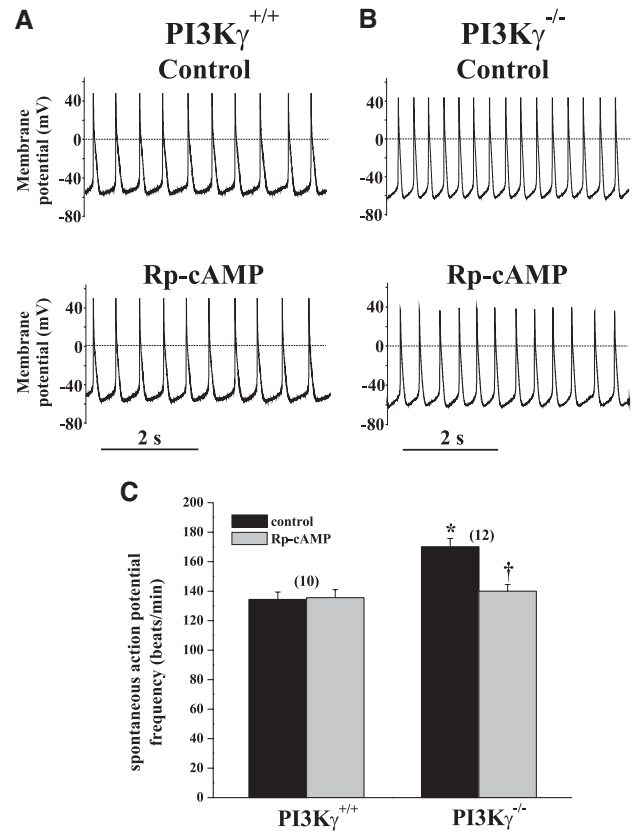 A
PI3Kγ+/+
Control
Membrane
potential (mV)
40
0
-40
-80
Rp-cAMP
Membrane
potential (mV)
40
0
-40
-80
2 s
B
PI3Kγ-/-
Control
40
0
-40
-80
Rp-cAMP
40
0
-40
-80
2 s
C
spontaneous action potential
frequency (beats/min)
200
180
160
140
120
100
80
60
40
20
0
control
Rp-cAMP
(10)
*
(12)
†
PI3Kγ+/+
PI3Kγ-/-